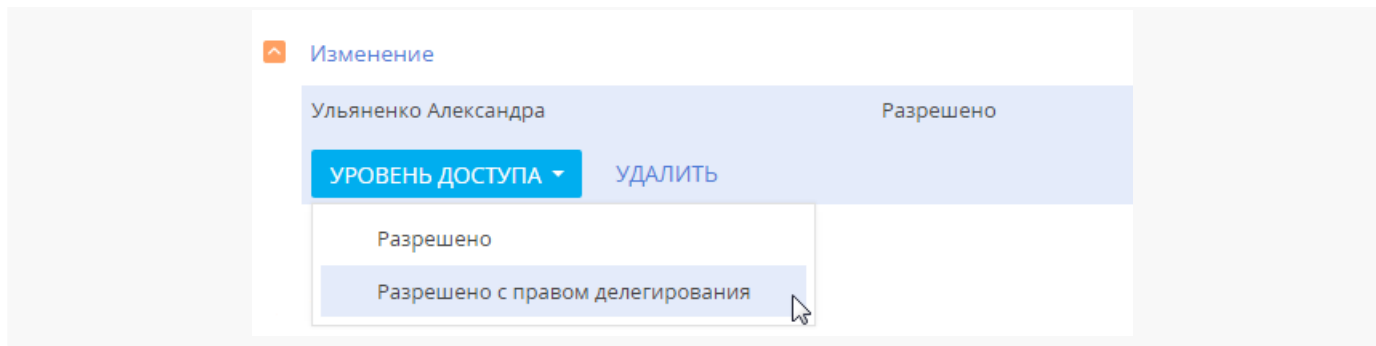 Изменение
Ульяненко Александра Разрешено
УРОВЕНЬ ДОСТУПА УДАЛИТЬ
Разрешено
Разрешено с правом делегирования